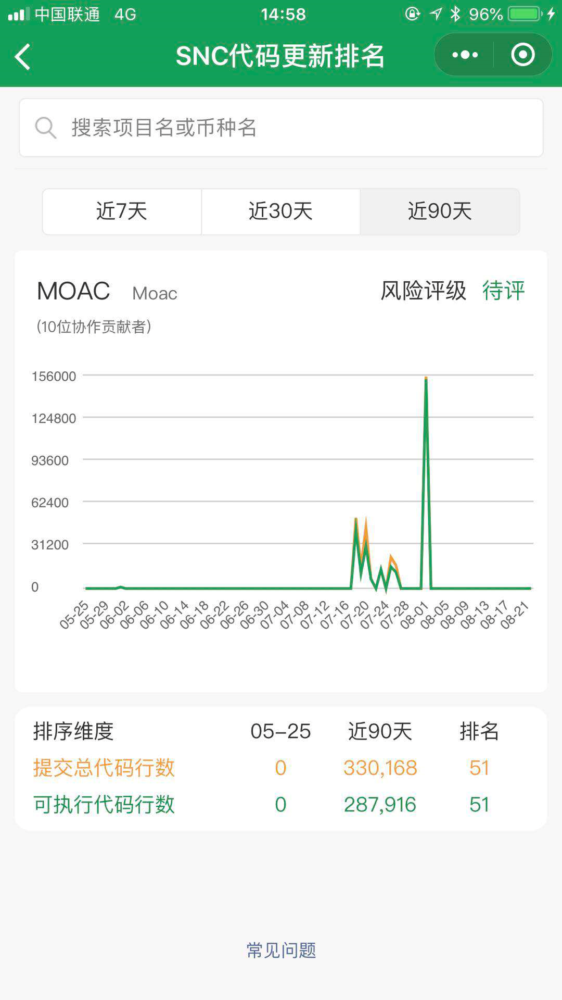 中国联通 4G 14:58 96%
SNC代码更新排名
搜索项目名或币种名
近7天 近30天 近90天
MOAC Moac 风险评级 待评
(10位协作贡献者)
156000
124800
93600
62400
31200
0
05-25 05-29 06-02 06-06 06-10 06-14 06-18 06-22 06-26 06-30 07-04 07-08 07-12 07-16 07-20 07-24 07-28 08-01 08-05 08-09 08-13 08-17 08-21
排序维度 05-25 近90天 排名
提交总代码行数 0 330,168 51
可执行代码行数 0 287,916 51
常见问题